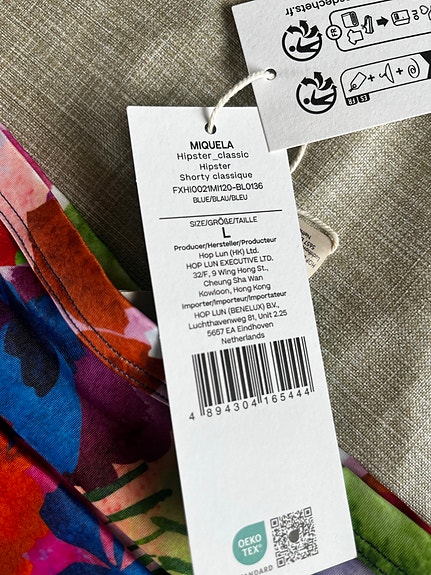 MIQUELA
Hipster_classic
Hipster
Shorty classique
FXHI0021MI120-BL0136
BLUE/BLAU/BLEU
SIZE/GRÖßE/TAILLE
L
Producer/Hersteller/Producteur
Hop Lun (HK) Ltd.
HOP LUN EXECUTIVE LTD.
32/F, 9 Wing Hong St.,
Cheung Sha Wan
Kowloon, Hong Kong
Importer/Importeur/Importateur
HOP LUN (BENELUX) B.V.,
Luchthavenweg 81, Unit 2.25
5657 EA Eindhoven
Netherlands
4 894304 165444
OEKO
TEX®
STANDARD
FR